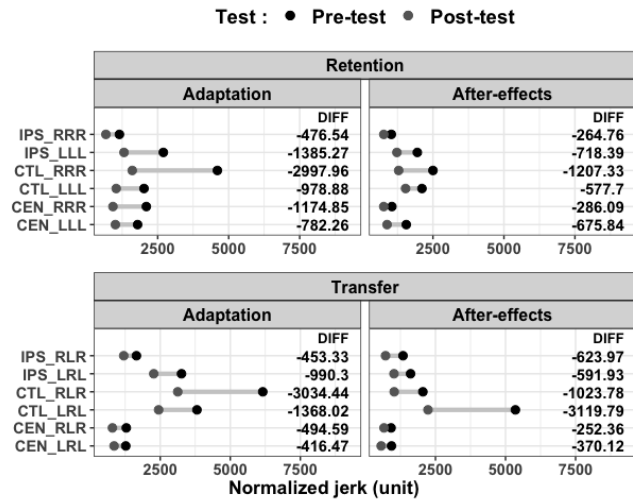 Test : Pre-test Post-test
Retention
Adaptation After-effects
DIFF DIFF
IPS_RRR -476.54 -264.76
IPS_LLL -1385.27 -718.39
CTL_RRR -2997.96 -1207.33
CTL_LLL -978.88 -577.7
CEN_RRR -1174.85 -286.09
CEN_LLL -782.26 -675.84
2500 5000 7500 2500 5000 7500
Transfer
Adaptation After-effects
DIFF DIFF
IPS_RLR -453.33 -623.97
IPS_LRL -990.3 -591.93
CTL_RLR -3034.44 -1023.78
CTL_LRL -1368.02 -3119.79
CEN_RLR -494.59 -252.36
CEN_LRL -416.47 -370.12
2500 5000 7500 2500 5000 7500
Normalized jerk (unit)